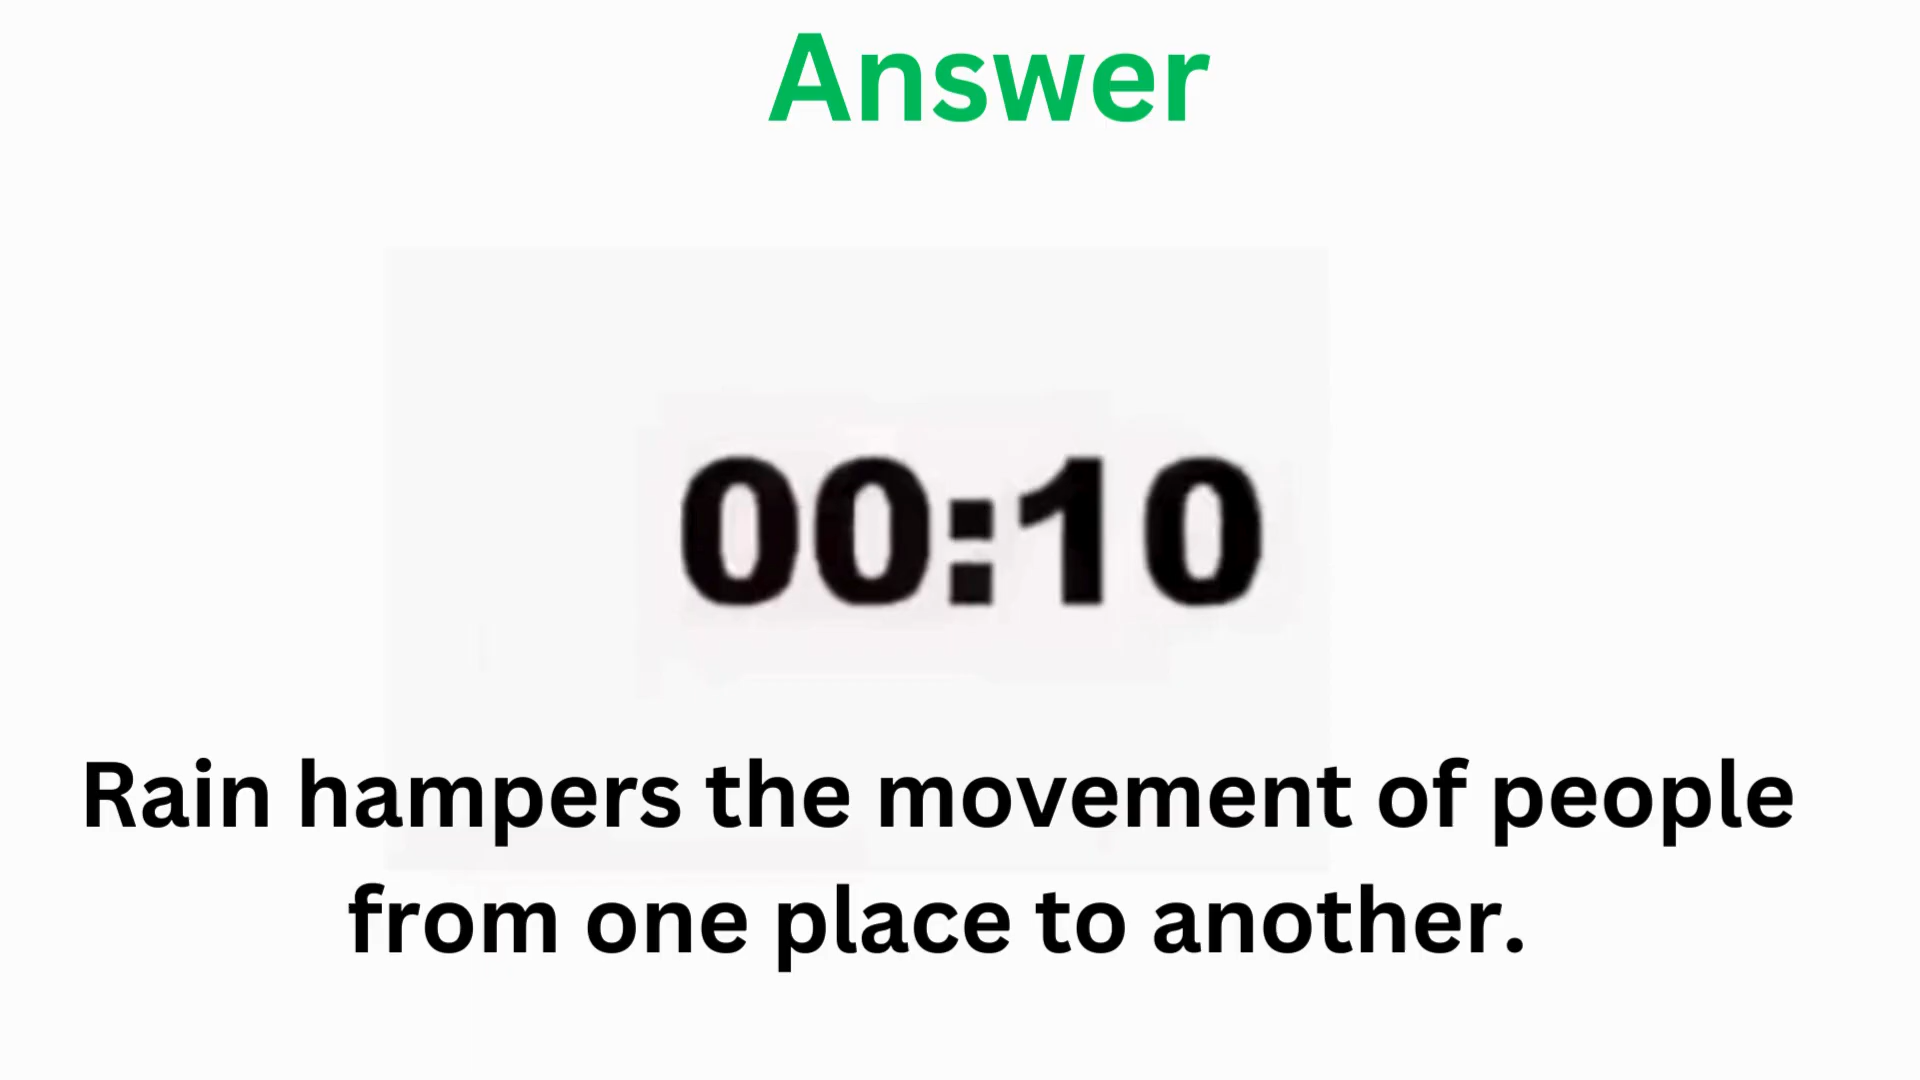 Answer
00:10
Rain hampers the movement of people
from one place to another.